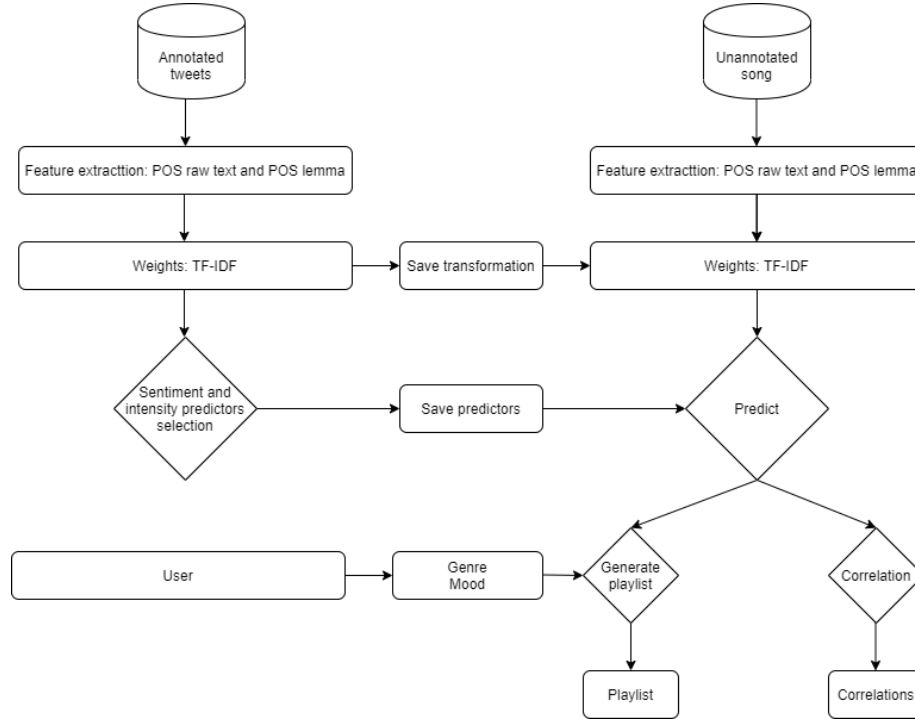 Annotated
tweets
Unannotated
song
Feature extracttion: POS raw text and POS lemma
Feature extracttion: POS raw text and POS lemma
Weights: TF-IDF
Save transformation
Weights: TF-IDF
Sentiment and
intensity predictors
selection
Save predictors
Predict
User
Genre
Mood
Generate
playlist
Correlation
Playlist
Correlations